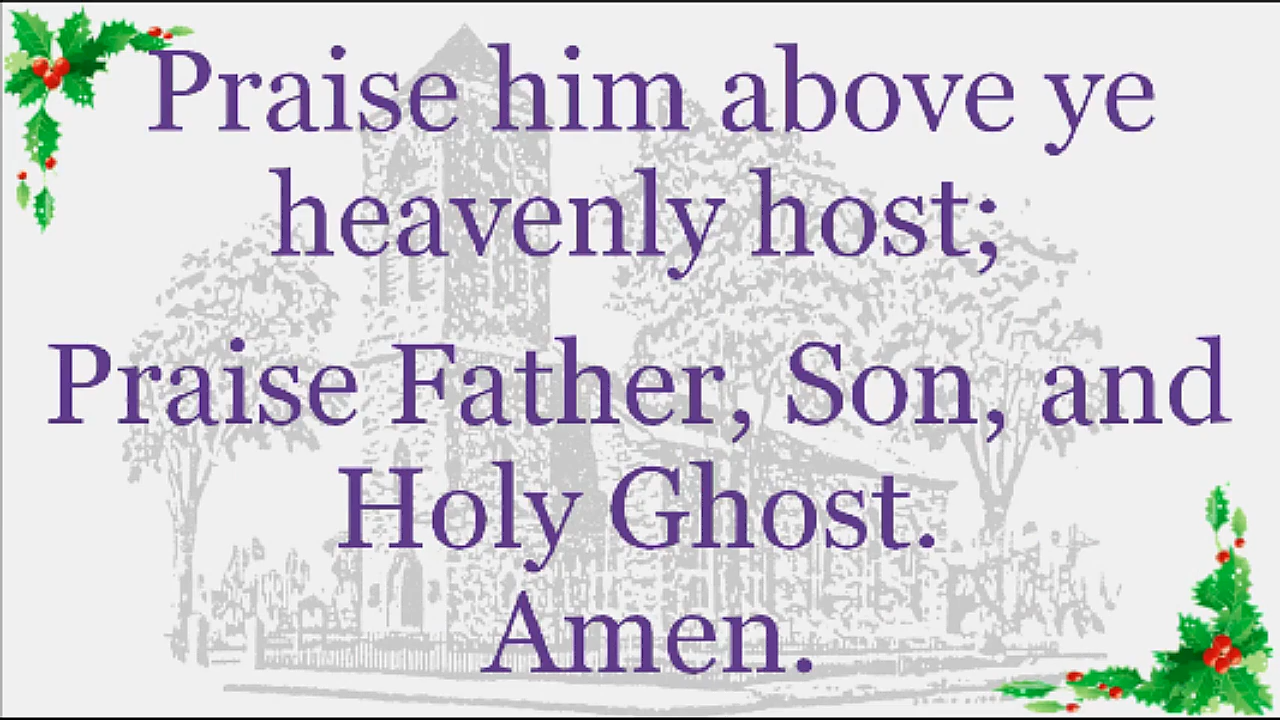 Praise him above ye
heavenly host;
Praise Father, Son, and
Holy Ghost.
Amen.